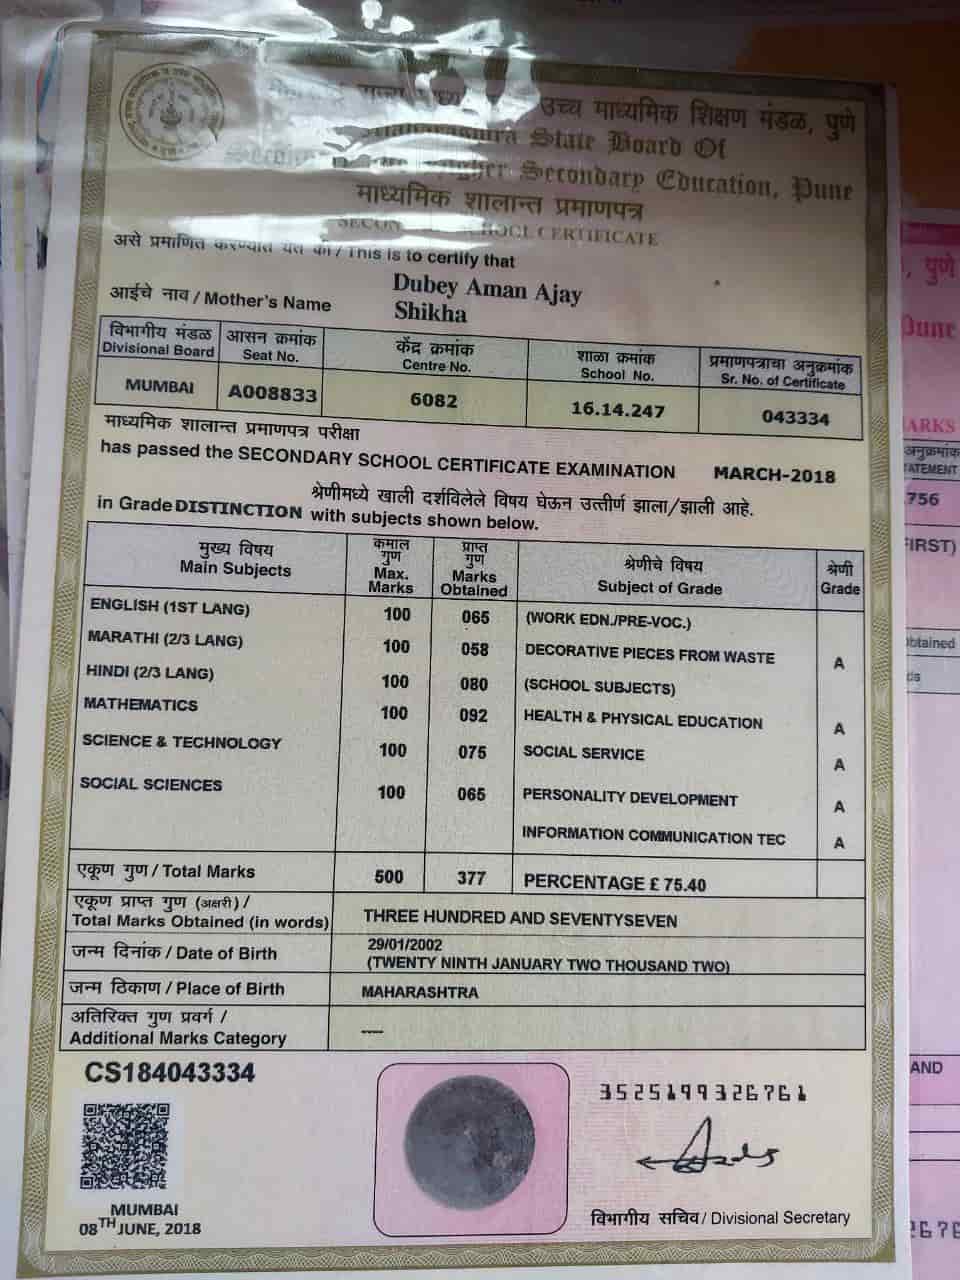 उच्च माध्यमिक शिक्षण मंडळ, पुणे
State Board Of
Higher Secondary Education, Pune
माध्यमिक शालान्त प्रमाणपत्र
SCHOOL CERTIFICATE
असे प्रमाणित करण्यात येते की / This is to certify that
Dubey Aman Ajay
आईचे नाव / Mother's Name Shikha
विभागीय मंडळ आसन क्रमांक केंद्र क्रमांक शाळा क्रमांक प्रमाणपत्राचा अनुक्रमांक
Divisional Board Seat No. Centre No. School No. Sr. No. of Certificate
MUMBAI A008833 6082 16.14.247 043334
माध्यमिक शालान्त प्रमाणपत्र परीक्षा
has passed the SECONDARY SCHOOL CERTIFICATE EXAMINATION MARCH-2018
श्रेणीमध्ये खाली दर्शविलेले विषय घेऊन उत्तीर्ण झाला/झाली आहे.
in Grade DISTINCTION with subjects shown below.
मुख्य विषय कमाल गुण प्राप्त गुण श्रेणीचे विषय श्रेणी
Main Subjects Max. Marks Marks Obtained Subject of Grade Grade
ENGLISH (1ST LANG) 100 065 (WORK EDN./PRE-VOC.)
MARATHI (2/3 LANG) 100 058 DECORATIVE PIECES FROM WASTE A
HINDI (2/3 LANG) 100 080 (SCHOOL SUBJECTS)
MATHEMATICS 100 092 HEALTH & PHYSICAL EDUCATION A
SCIENCE & TECHNOLOGY 100 075 SOCIAL SERVICE A
SOCIAL SCIENCES 100 065 PERSONALITY DEVELOPMENT A
INFORMATION COMMUNICATION TEC A
एकूण गुण / Total Marks 500 377 PERCENTAGE £ 75.40
एकूण प्राप्त गुण (अक्षरी) /
Total Marks Obtained (in words) THREE HUNDRED AND SEVENTYSEVEN
जन्म दिनांक / Date of Birth 29/01/2002
(TWENTY NINTH JANUARY TWO THOUSAND TWO)
जन्म ठिकाण / Place of Birth MAHARASHTRA
अतिरिक्त गुण प्रवर्ग /
Additional Marks Category ----
CS184043334
3525199326761
MUMBAI
08TH JUNE, 2018
विभागीय सचिव / Divisional Secretary
, पुणे
Pune
ARKS
अनुक्रमांक
TATEMENT
756
FIRST)
btained
ds
AND
2676